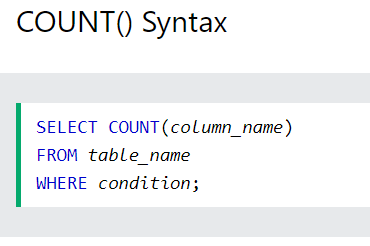 COUNT() Syntax
SELECT COUNT(column_name)
FROM table_name
WHERE condition;